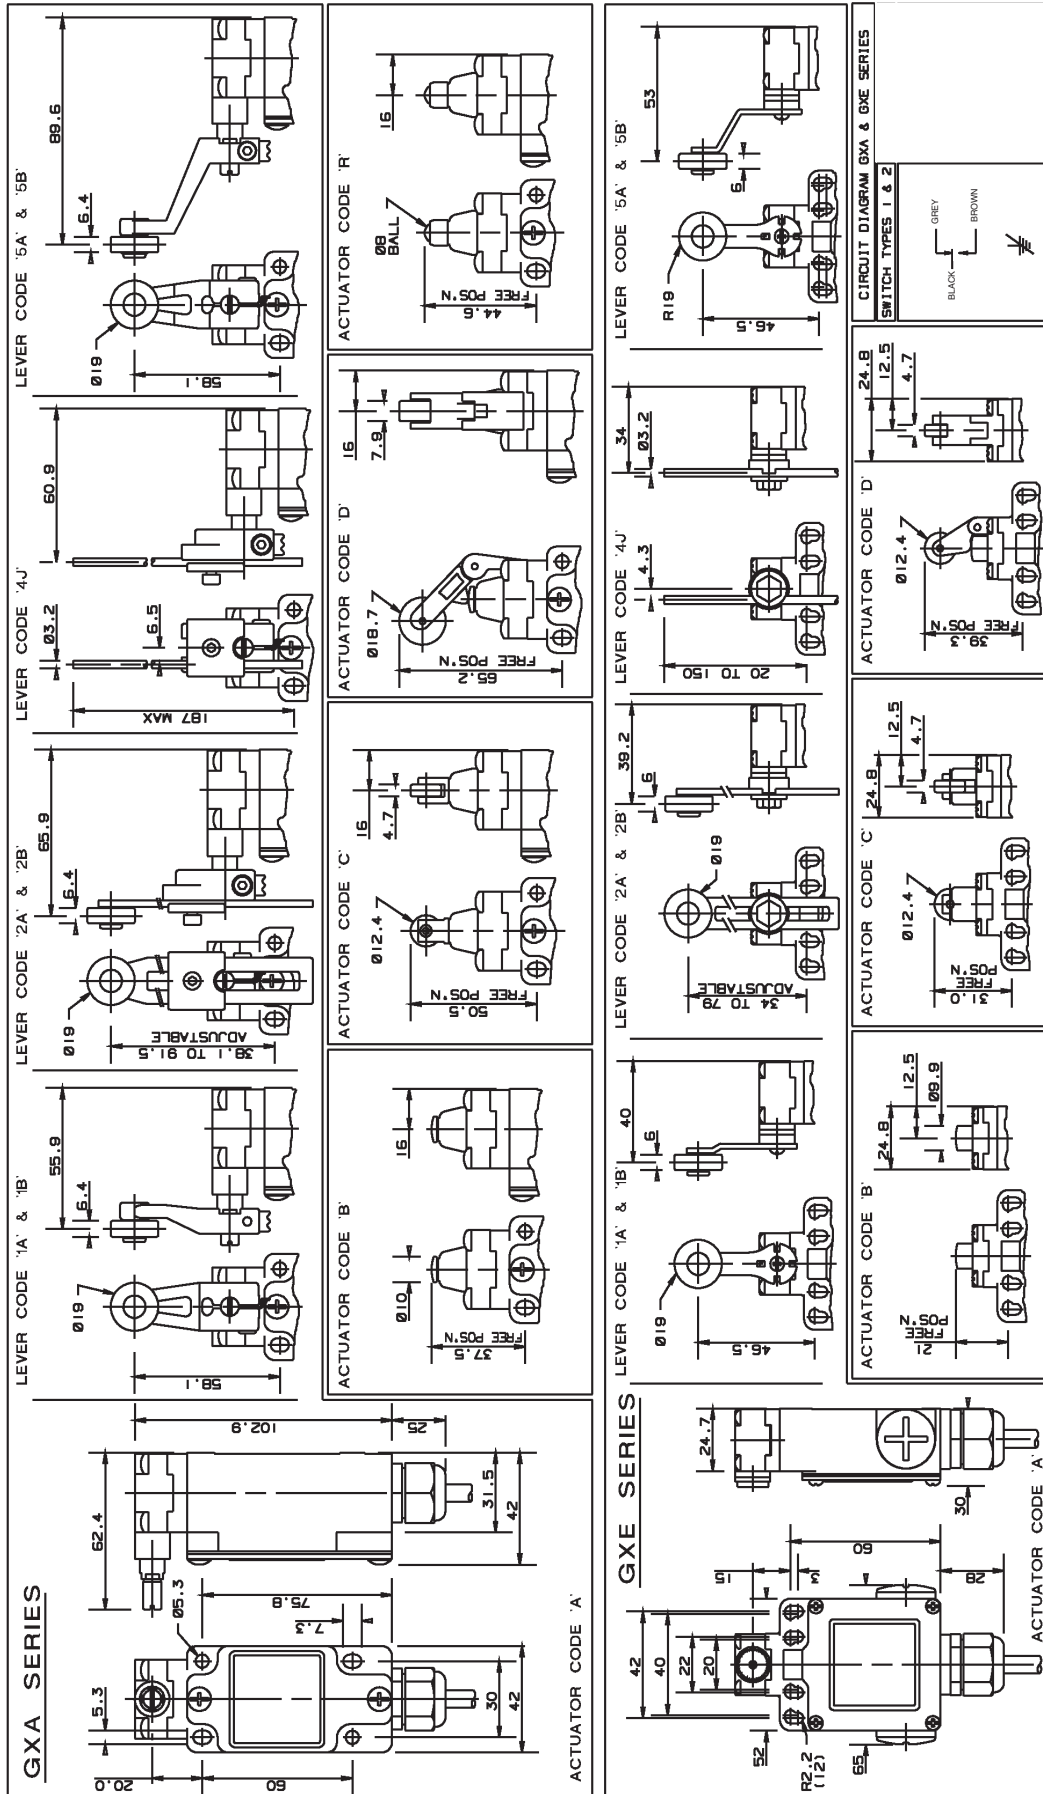 GXA SERIES
5.3
Ø5.3
20.0
60
75.8
7.3
30
42
62.4
102.9
25
31.5
42
ACTUATOR CODE 'A'
LEVER CODE '1A' & '1B'
Ø19
58.1
6.4
55.9
LEVER CODE '2A' & '2B'
Ø19
38.1 TO 91.5
ADJUSTABLE
6.4
65.9
LEVER CODE '4J'
Ø3.2
6.5
187 MAX
60.9
LEVER CODE '5A' & '5B'
Ø19
58.1
6.4
89.6
ACTUATOR CODE 'B'
Ø10
37.5
FREE POS'N
16
ACTUATOR CODE 'C'
Ø12.4
50.5
FREE POS'N
16
4.7
ACTUATOR CODE 'D'
Ø18.7
65.2
FREE POS'N
16
7.9
ACTUATOR CODE 'R'
Ø8
BALL
44.6
FREE POS'N
16
GXE SERIES
42
40
22
20
52
65
R2.2
(12)
15
3
60
28
24.7
30
ACTUATOR CODE 'A'
LEVER CODE '1A' & '1B'
Ø19
46.5
6
40
LEVER CODE '2A' & '2B'
Ø19
34 TO 79
ADJUSTABLE
6
39.2
LEVER CODE '4J'
4.3
20 TO 150
34
Ø3.2
LEVER CODE '5A' & '5B'
R19
46.5
6
53
ACTUATOR CODE 'B'
21
FREE
POS'N
24.8
12.5
Ø9.9
ACTUATOR CODE 'C'
Ø12.4
31.0
FREE
POS'N
24.8
12.5
4.7
ACTUATOR CODE 'D'
Ø12.4
39.3
FREE POS'N
24.8
12.5
4.7
CIRCUIT DIAGRAM GXA & GXE SERIES
SWITCH TYPES 1 & 2
BLACK
GREY
BROWN